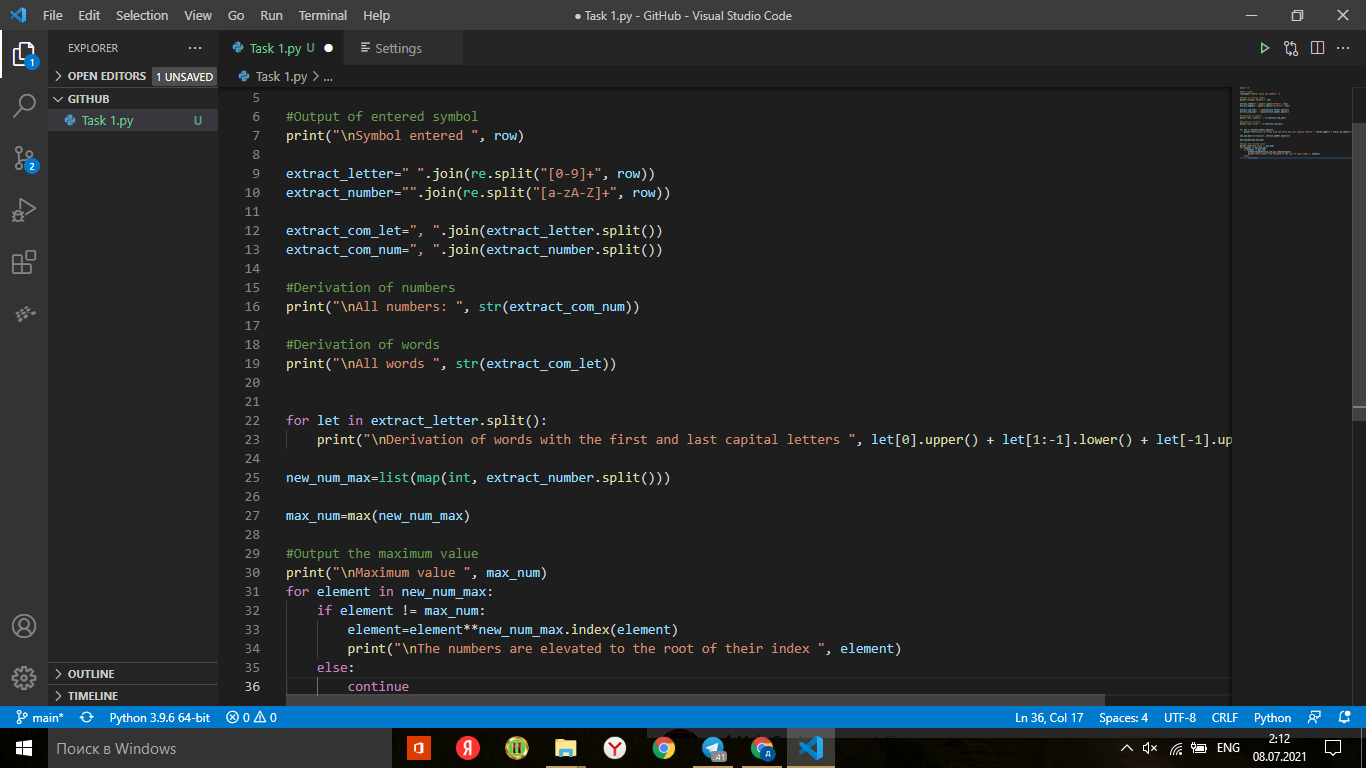 File Edit Selection View Go Run Terminal Help ● Task 1.py - GitHub - Visual Studio Code
EXPLORER ···
Task 1.py U ●
Settings
OPEN EDITORS 1 UNSAVED
Task 1.py > ...
GITHUB
Task 1.py U
5
6 #Output of entered symbol
7 print("\nSymbol entered ", row)
8
9 extract_letter=" ".join(re.split("[0-9]+", row))
10 extract_number="".join(re.split("[a-zA-Z]+", row))
11
12 extract_com_let=", ".join(extract_letter.split())
13 extract_com_num=", ".join(extract_number.split())
14
15 #Derivation of numbers
16 print("\nAll numbers: ", str(extract_com_num))
17
18 #Derivation of words
19 print("\nAll words ", str(extract_com_let))
20
21
22 for let in extract_letter.split():
23 print("\nDerivation of words with the first and last capital letters ", let[0].upper() + let[1:-1].lower() + let[-1].up
24
25 new_num_max=list(map(int, extract_number.split()))
26
27 max_num=max(new_num_max)
28
29 #Output the maximum value
30 print("\nMaximum value ", max_num)
31 for element in new_num_max:
32 if element != max_num:
33 element=element**new_num_max.index(element)
34 print("\nThe numbers are elevated to the root of their index ", element)
35 else:
36 continue
1
2
OUTLINE
TIMELINE
main* Python 3.9.6 64-bit 0 0 Ln 36, Col 17 Spaces: 4 UTF-8 CRLF Python
Поиск в Windows
41
ENG
2:12
08.07.2021